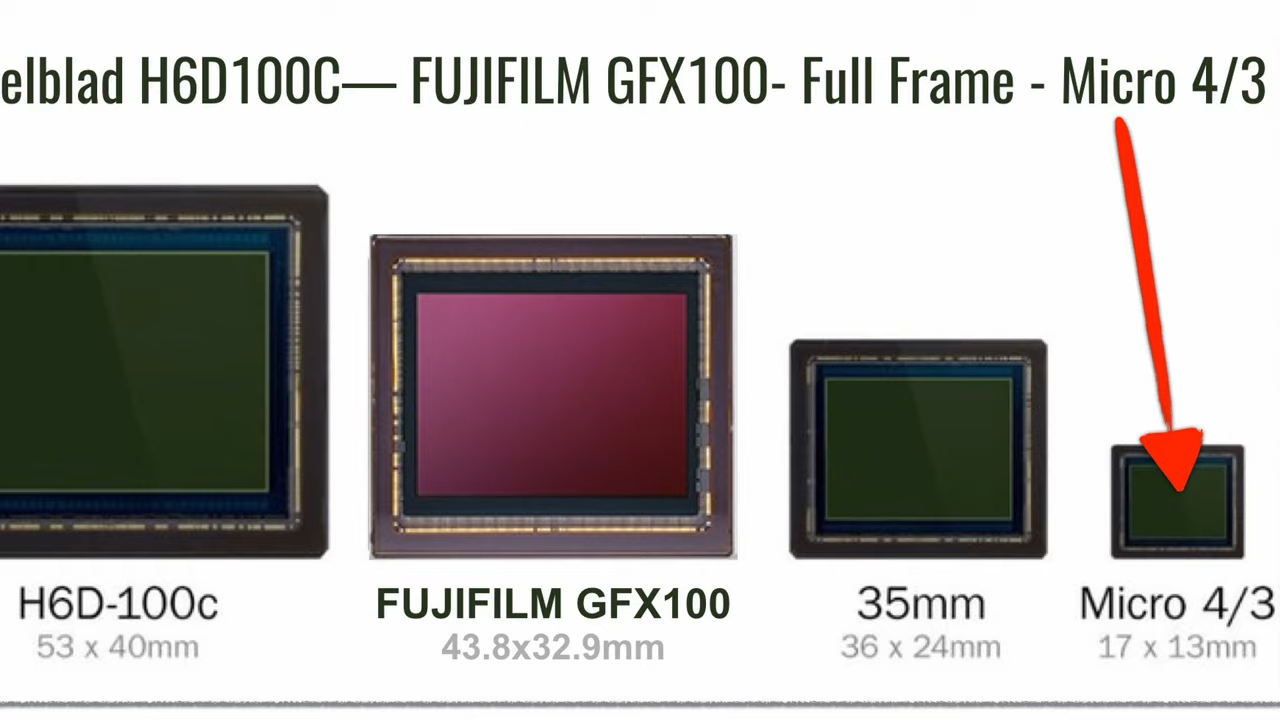 elblad H6D100C— FUJIFILM GFX100- Full Frame - Micro 4/3
H6D-100c
53 x 40mm
FUJIFILM GFX100
43.8x32.9mm
35mm
36 x 24mm
Micro 4/3
17 x 13mm